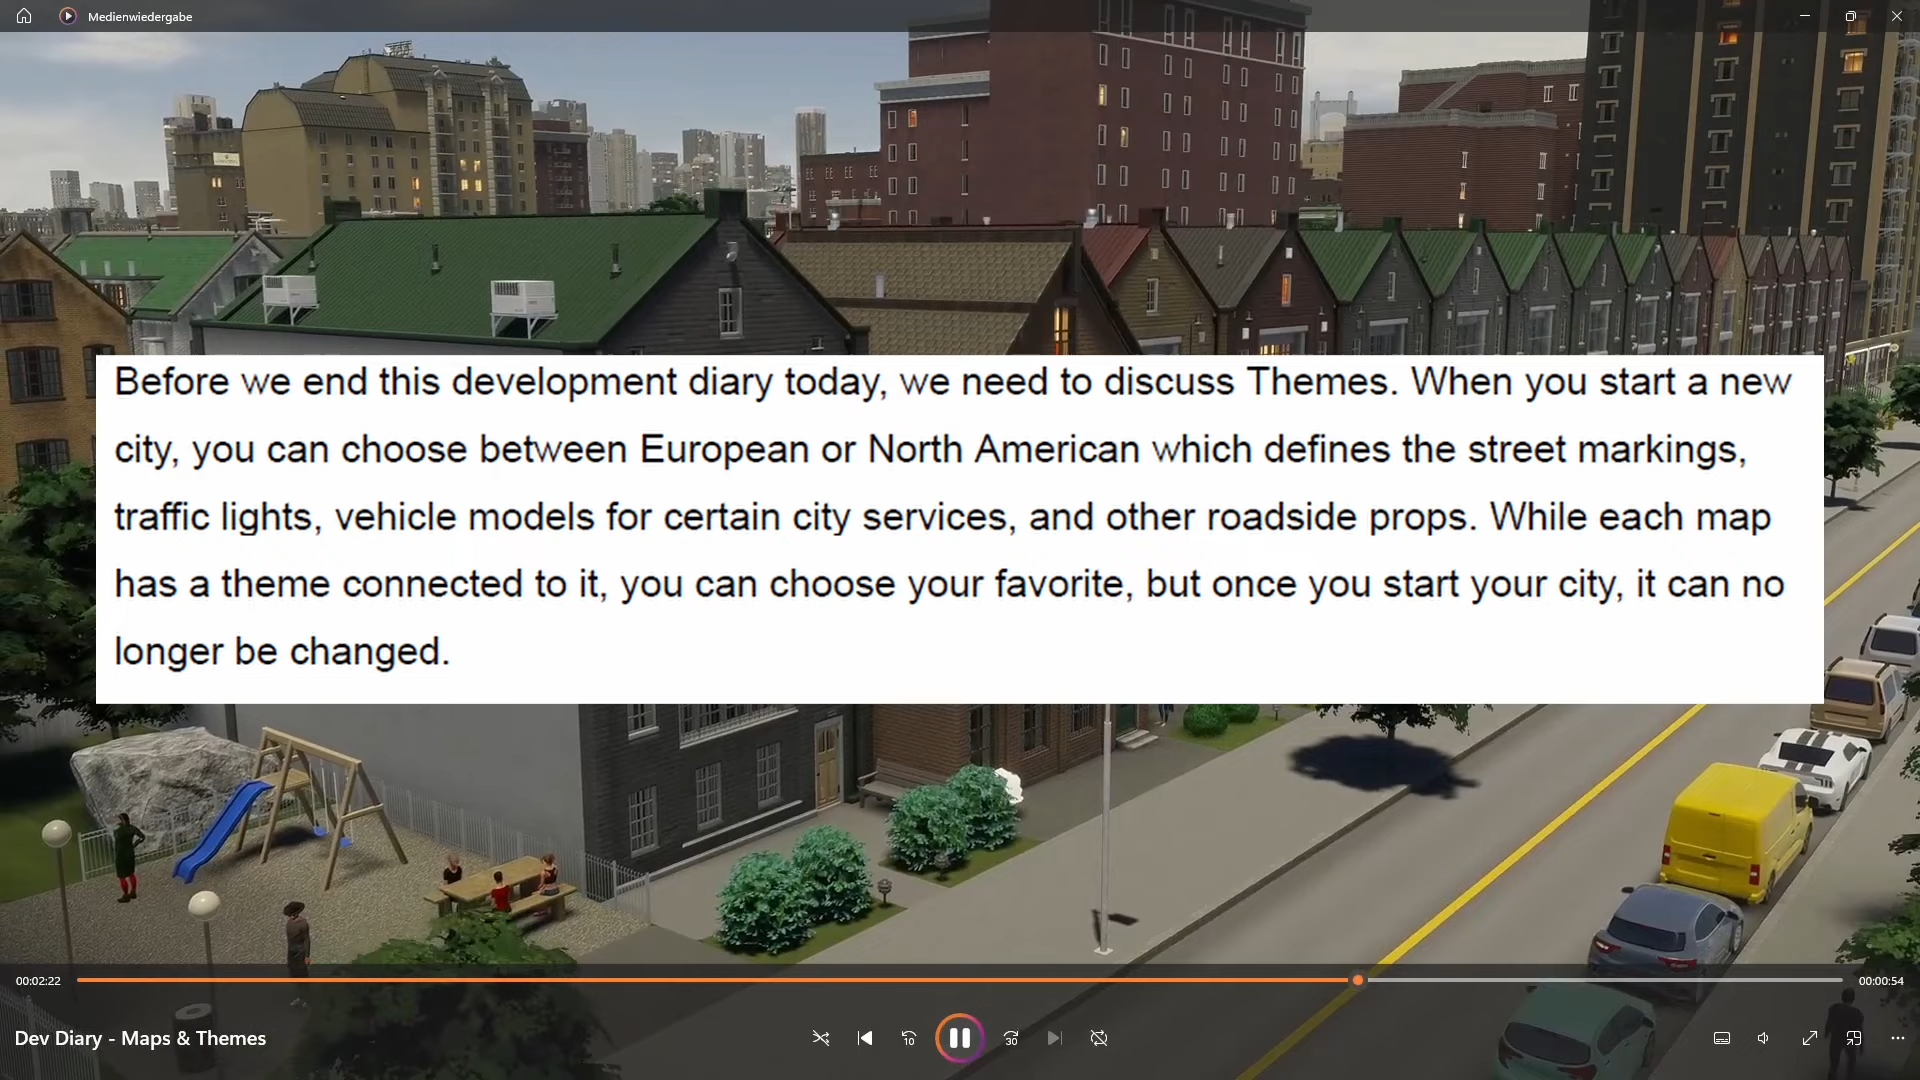 Medienwiedergabe
Before we end this development diary today, we need to discuss Themes. When you start a new
city, you can choose between European or North American which defines the street markings,
traffic lights, vehicle models for certain city services, and other roadside props. While each map
has a theme connected to it, you can choose your favorite, but once you start your city, it can no
longer be changed.
00:02:22
00:00:54
Dev Diary - Maps & Themes
10
30